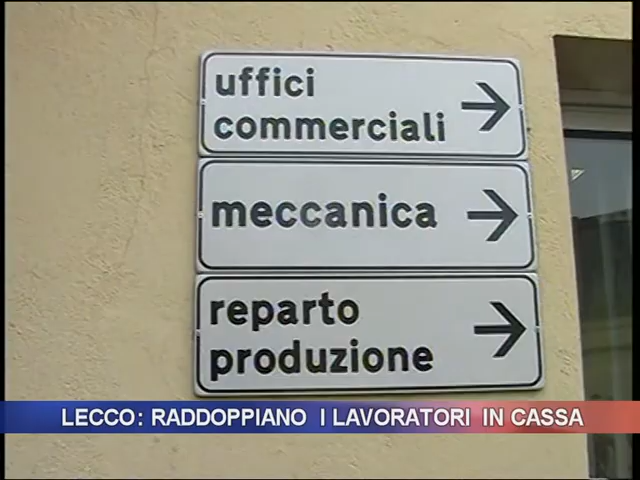 uffici
commerciali
meccanica
reparto
produzione
LECCO: RADDOPPIANO I LAVORATORI IN CASSA